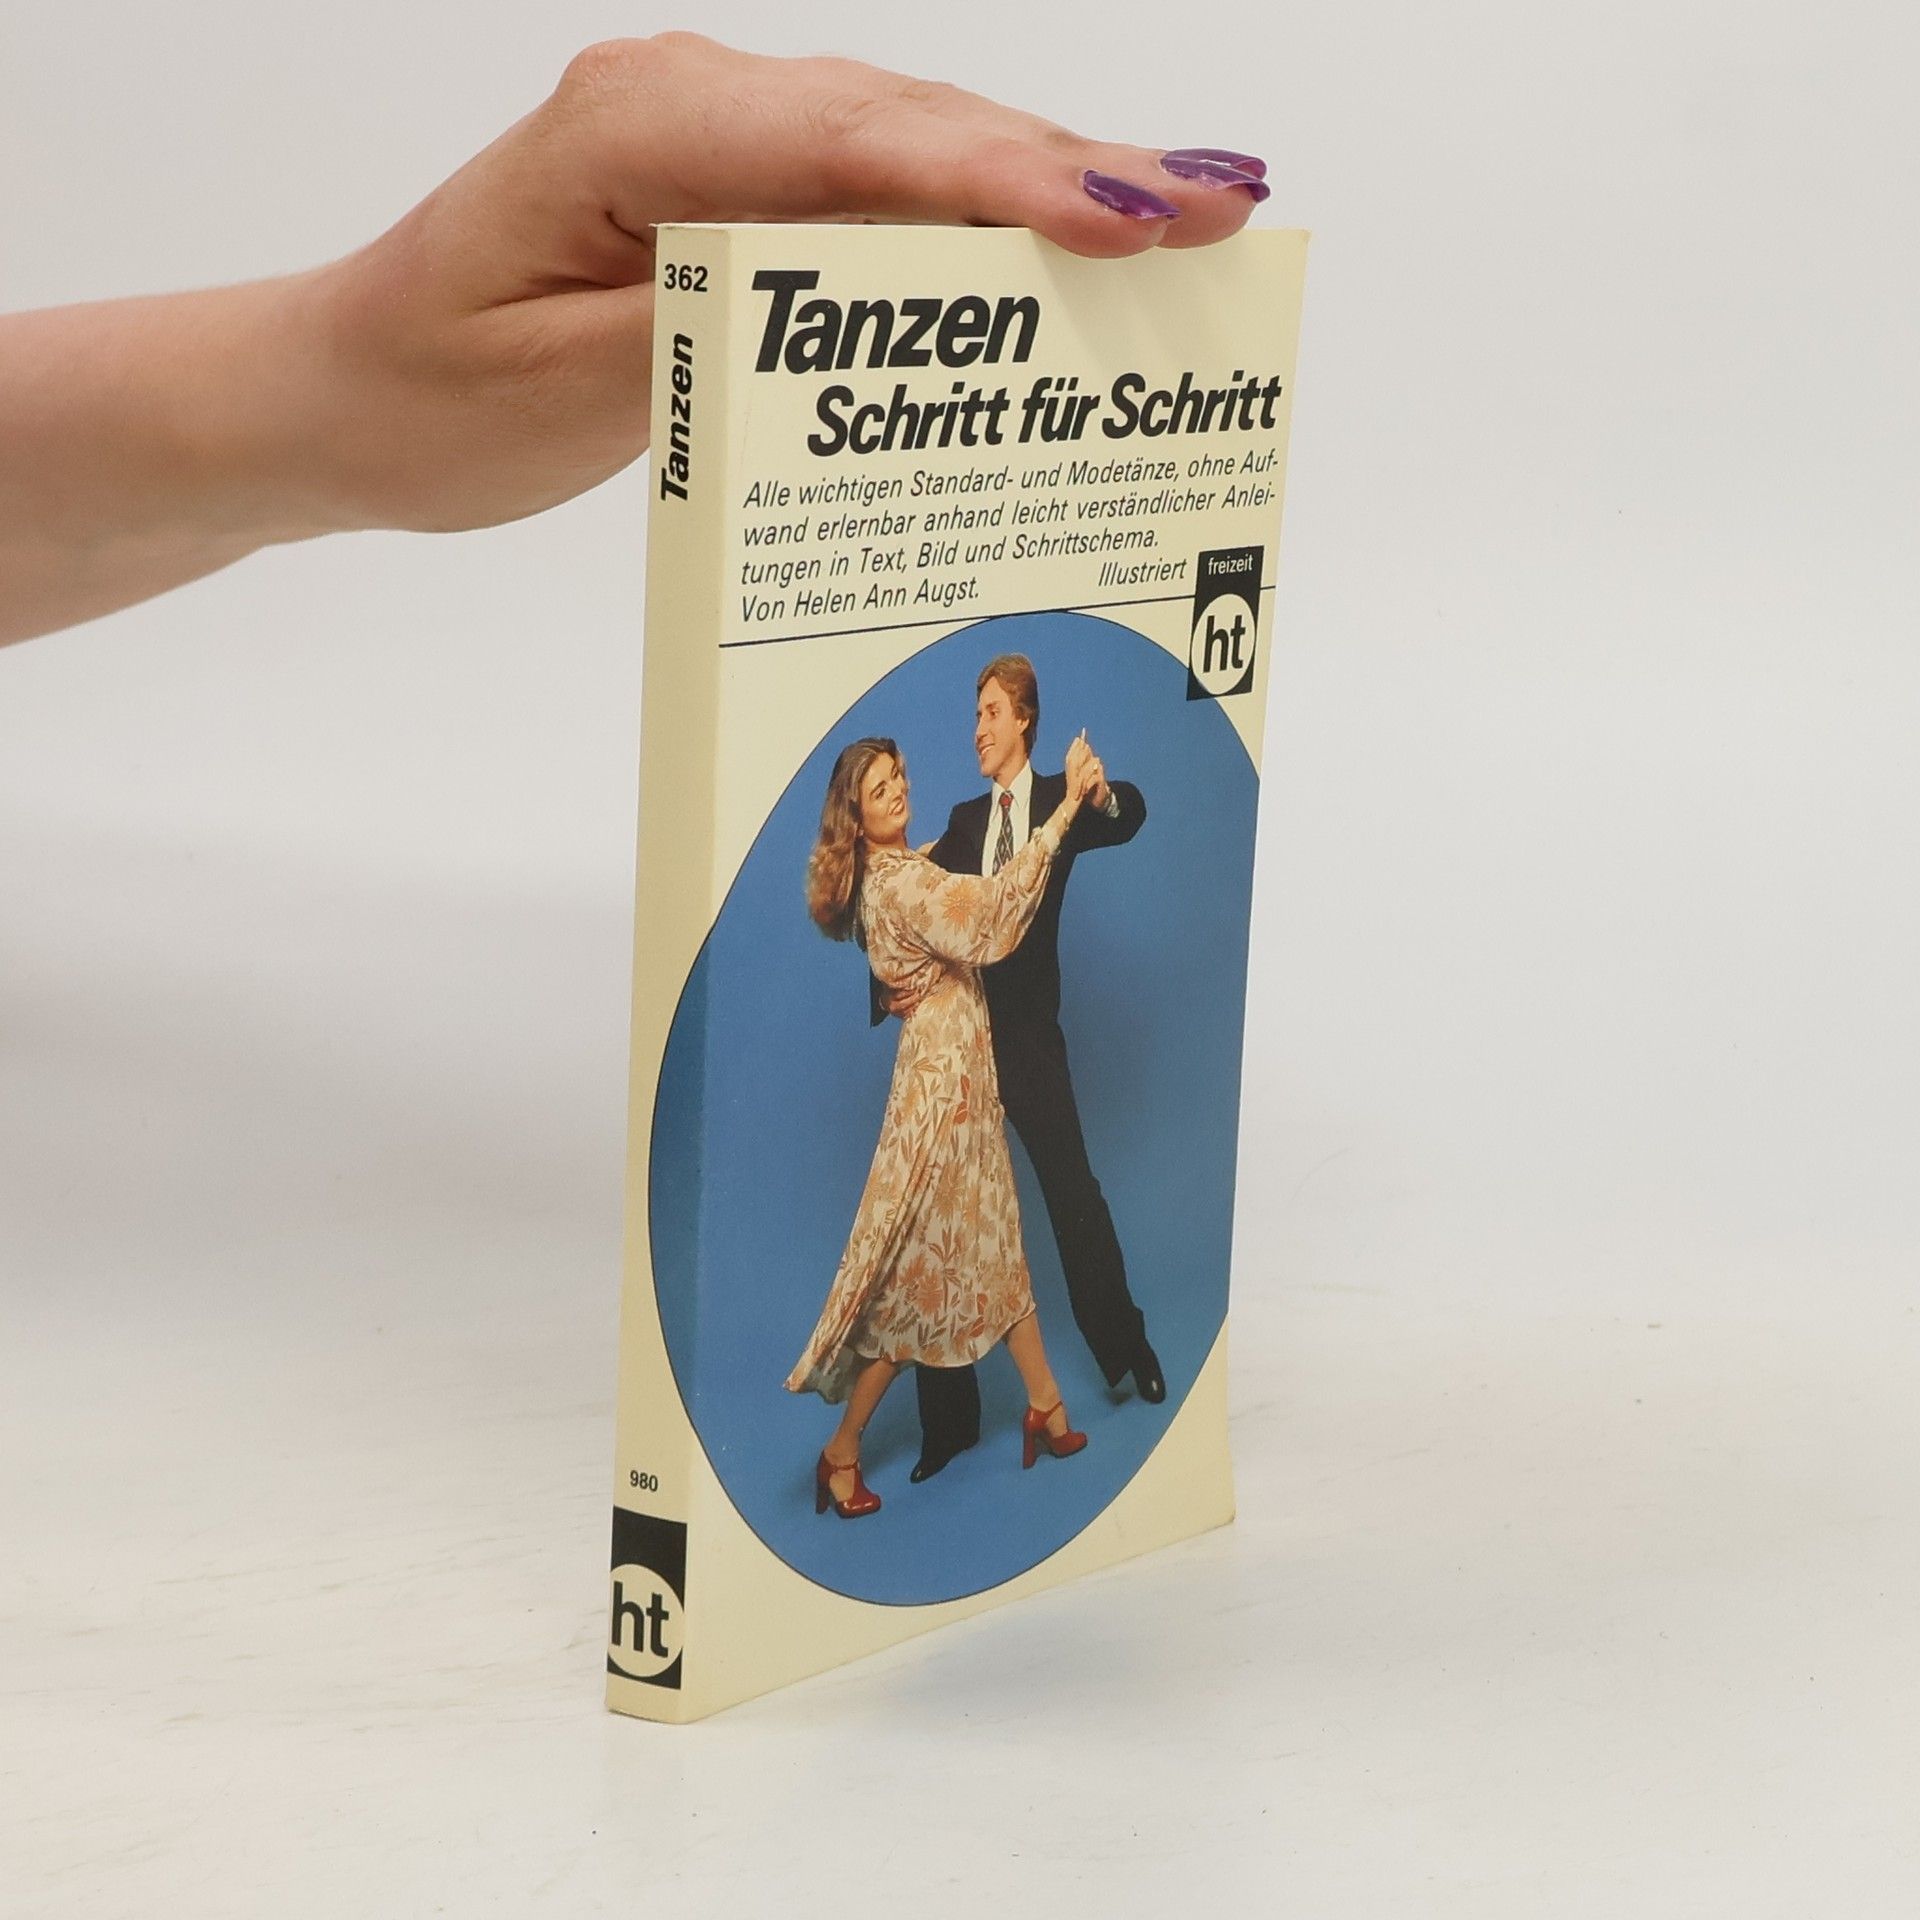 362
Tanzen
980
ht
Tanzen
Schritt für Schritt
Alle wichtigen Standard- und Modetänze, ohne Auf-
wand erlernbar anhand leicht verständlicher Anlei-
tungen in Text, Bild und Schrittschema.
Von Helen Ann Augst.
Illustriert
freizeit
ht